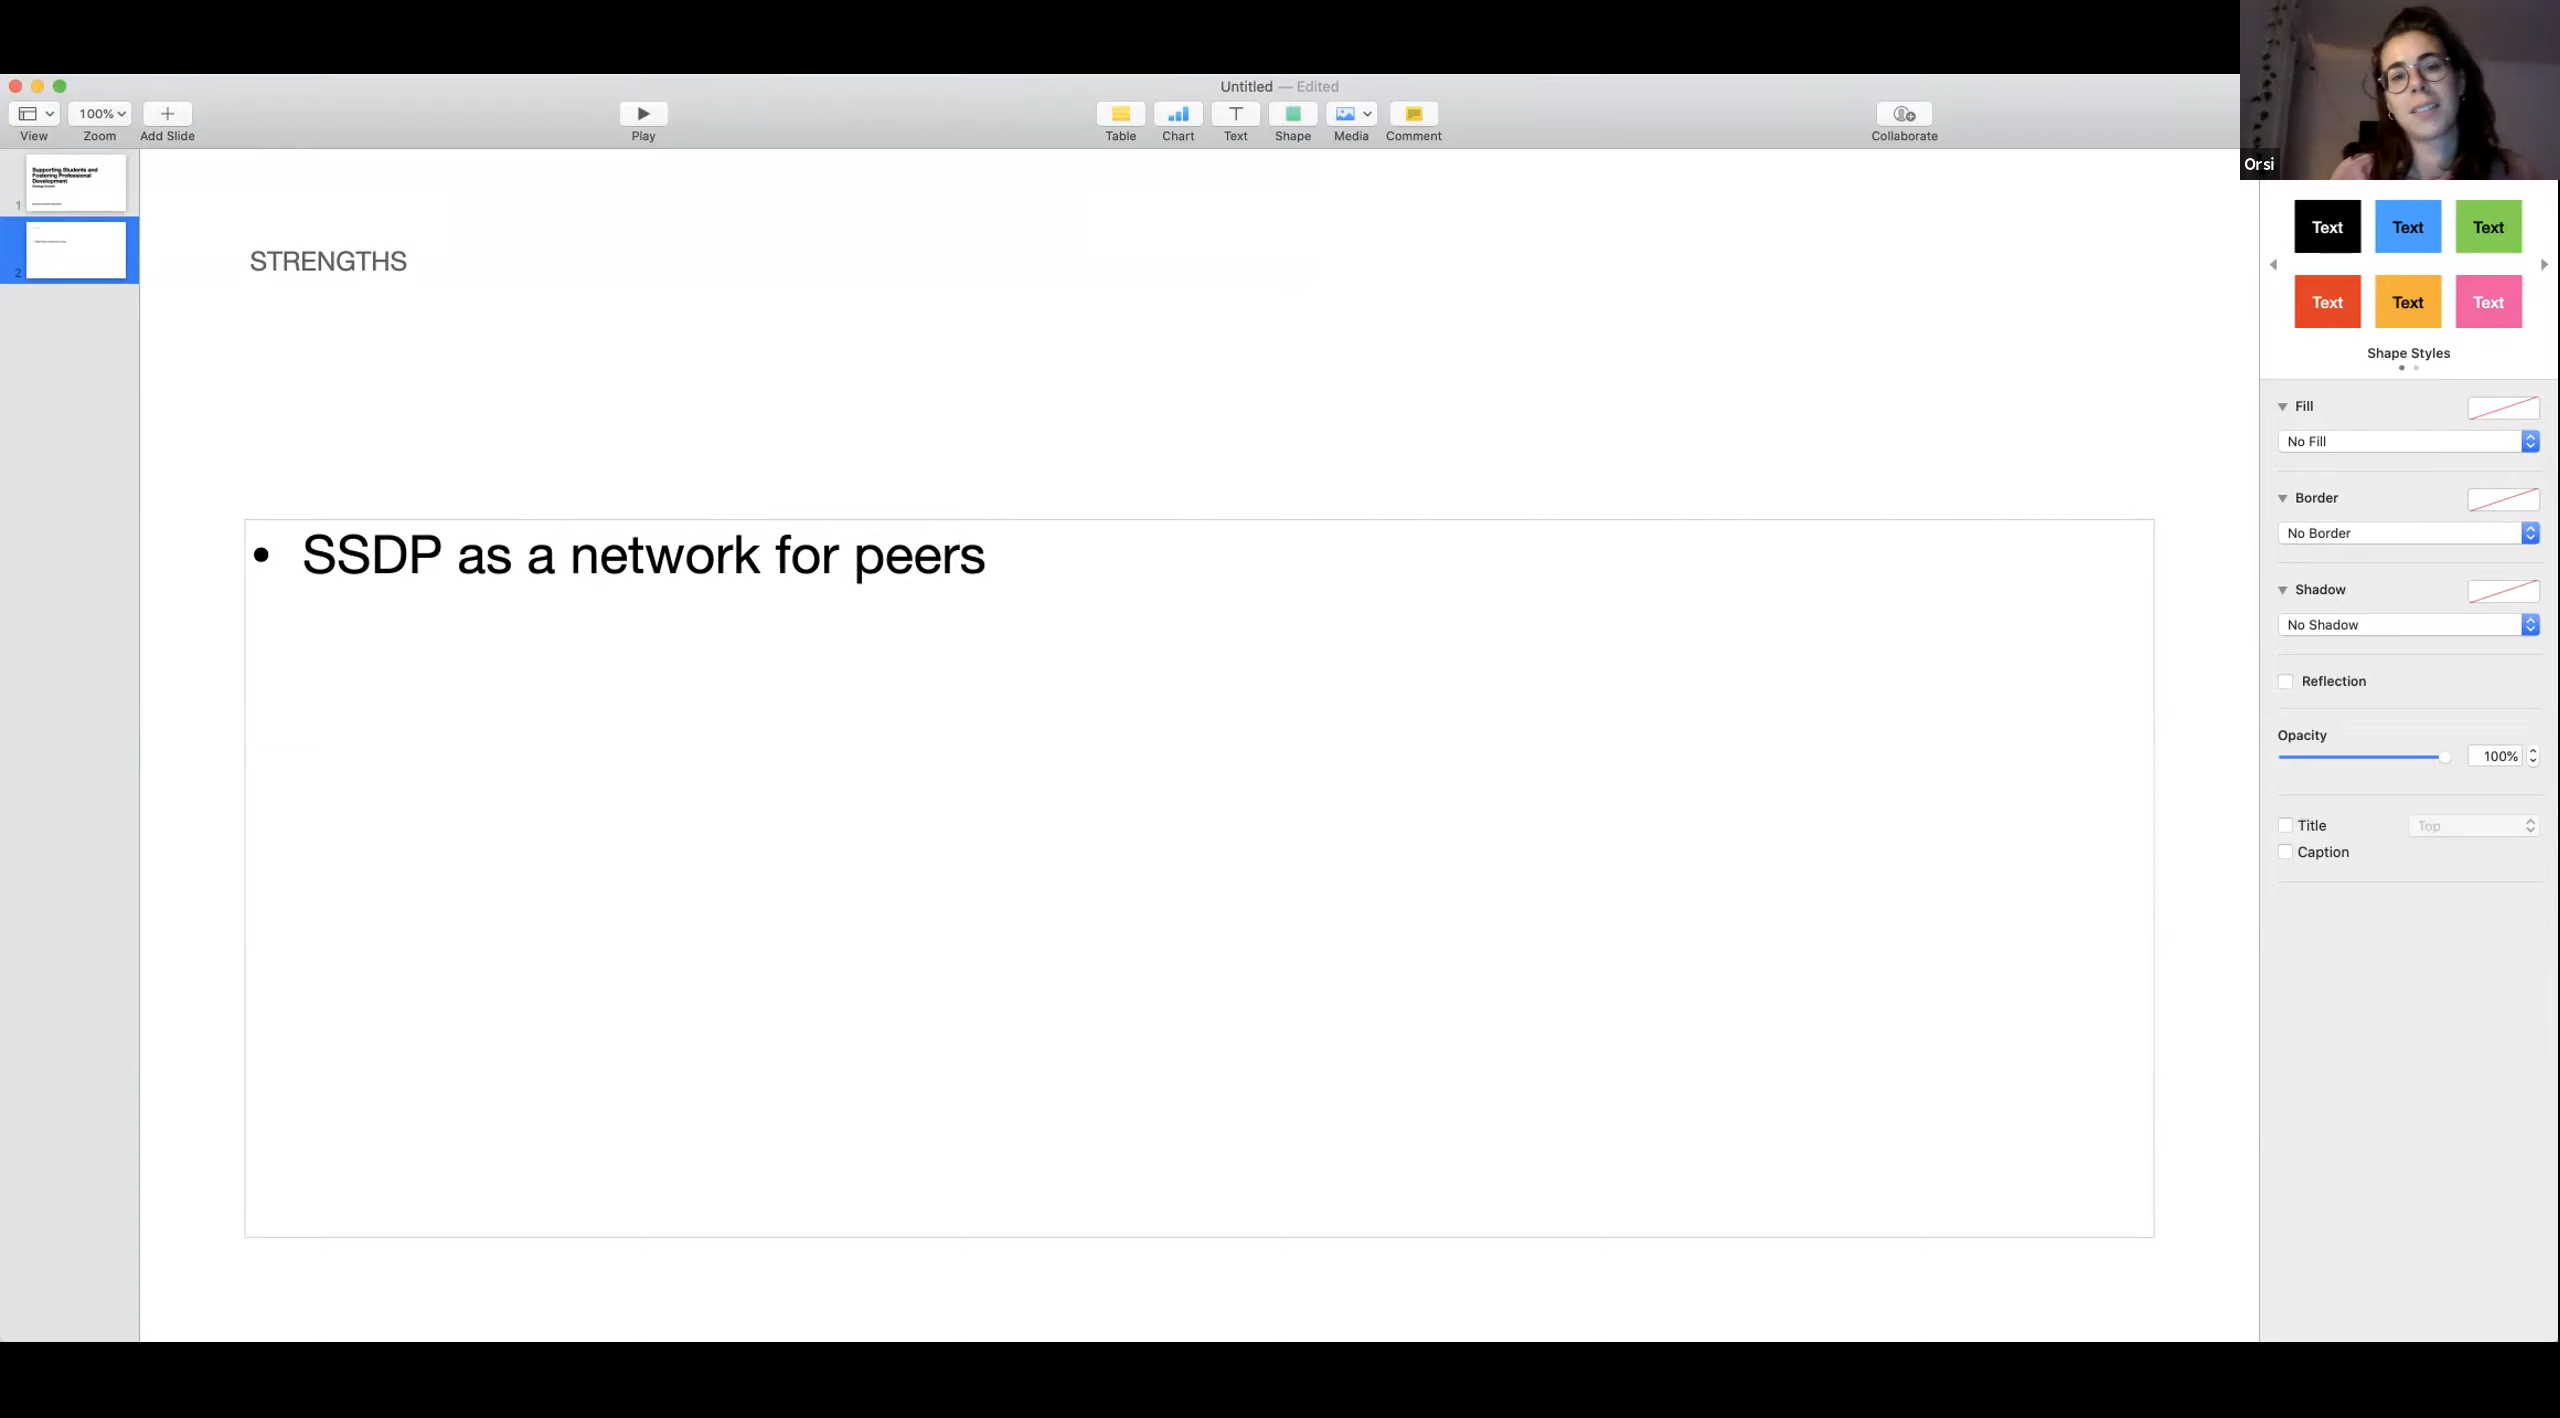 Untitled — Edited
100%
View
Zoom
Add Slide
Play
Table
Chart
Text
Shape
Media
Comment
Collaborate
Orsi
Supporting Students and
Fostering Professional
Development
1
2
STRENGTHS
• SSDP as a network for peers
Text
Text
Text
Text
Text
Text
Shape Styles
Fill
No Fill
Border
No Border
Shadow
No Shadow
Reflection
Opacity
100%
Title
Top
Caption